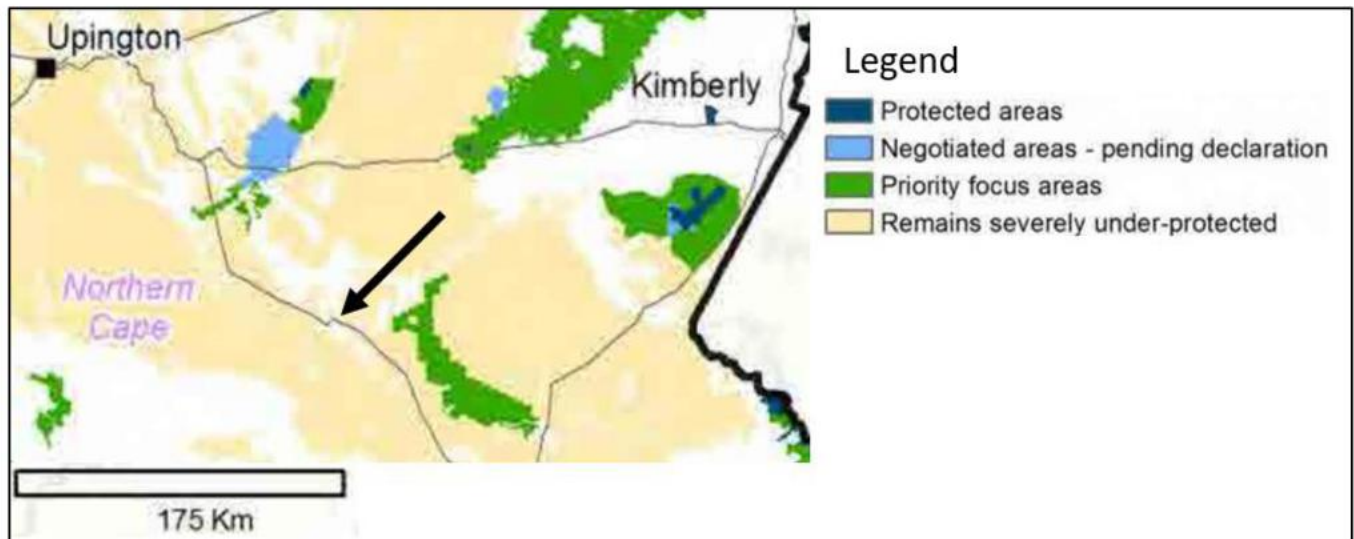 Upington
Kimberly
Northern
Cape
175 Km
Legend
Protected areas
Negotiated areas - pending declaration
Priority focus areas
Remains severely under-protected